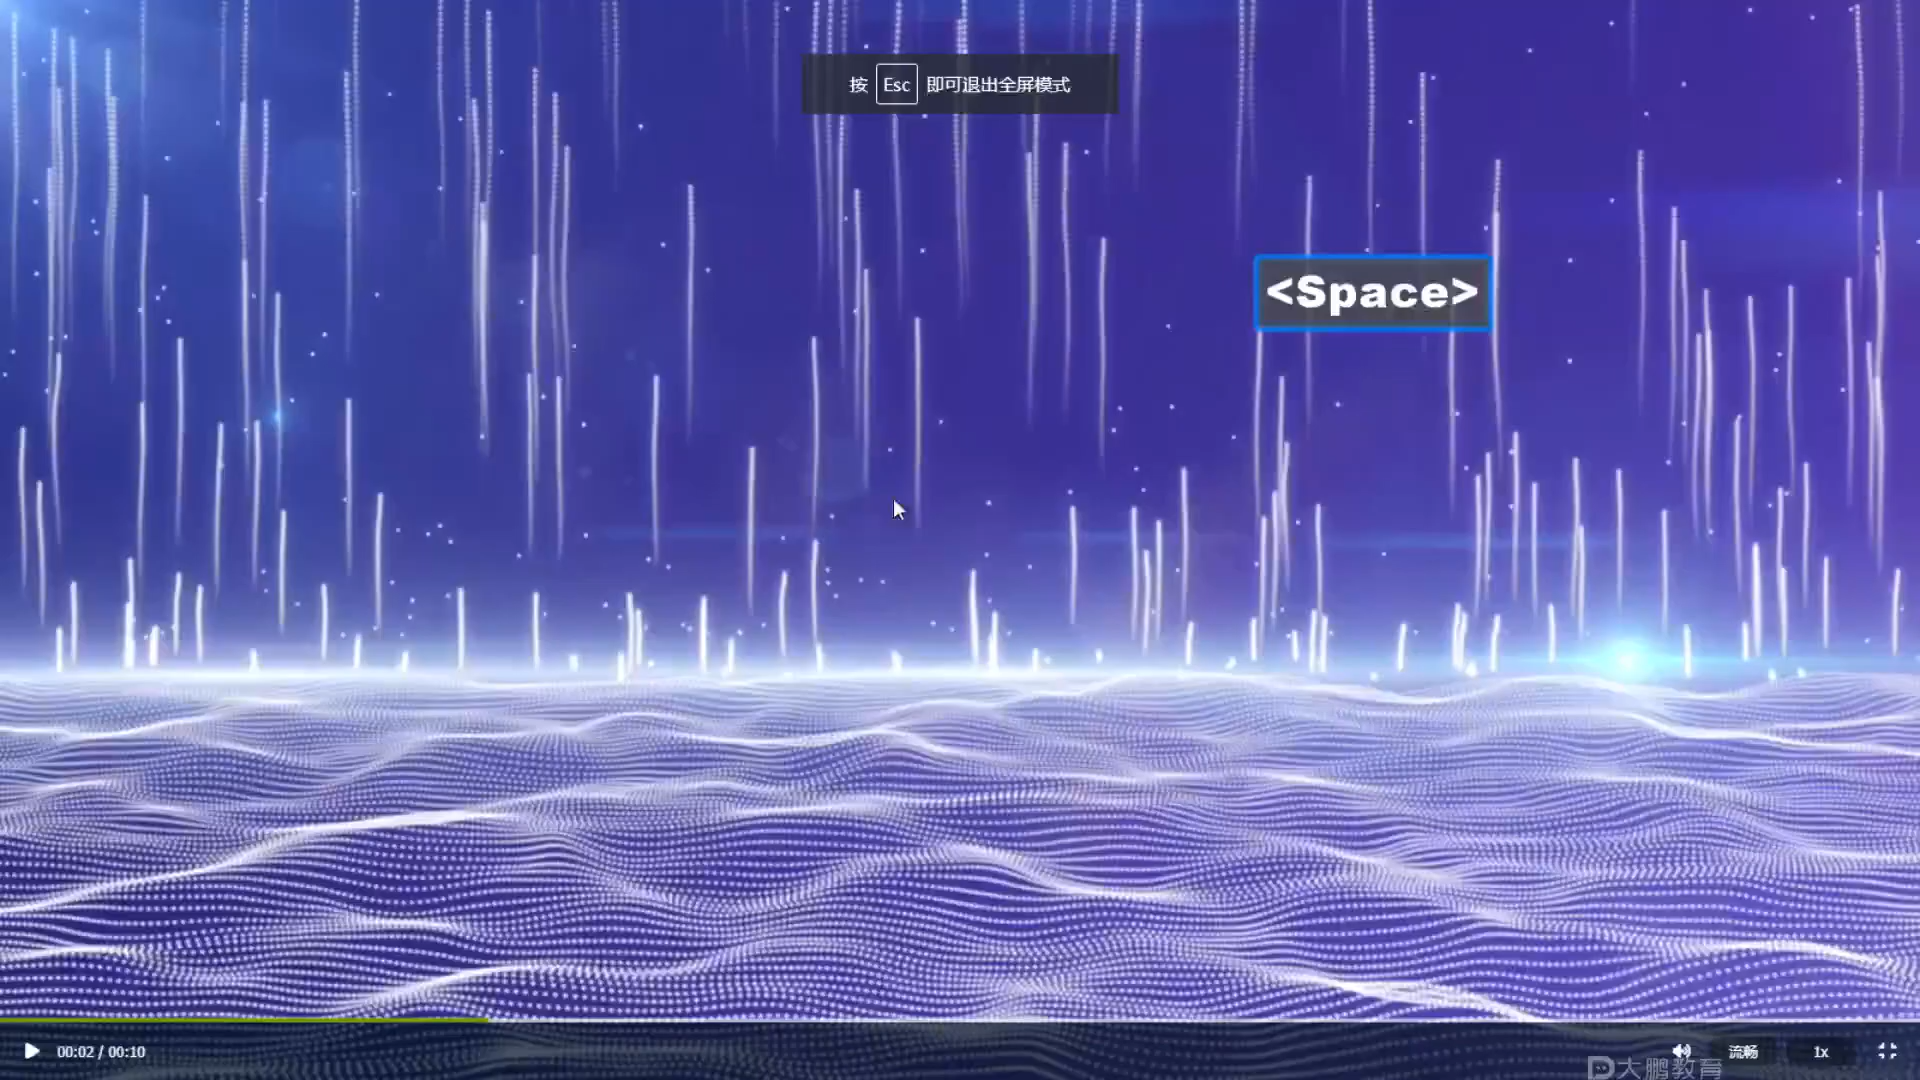 按 Esc 即可退出全屏模式
<Space>
00:02 / 00:10
流畅
1x
大鹏教育